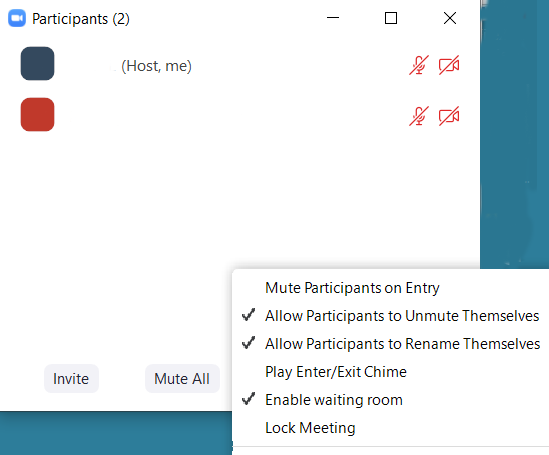 Participants (2)
(Host, me)
Mute Participants on Entry
Allow Participants to Unmute Themselves
Allow Participants to Rename Themselves
Play Enter/Exit Chime
Enable waiting room
Lock Meeting
Invite
Mute All